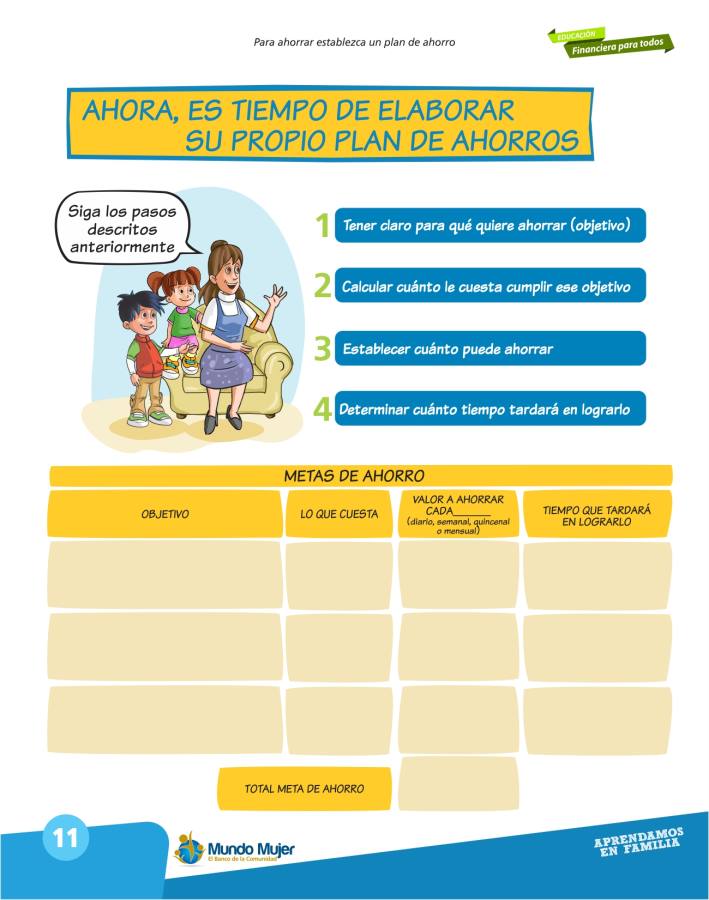 Para ahorrar establezca un plan de ahorro
EDUCACIÓN
Financiera para todos
AHORA, ES TIEMPO DE ELABORAR
SU PROPIO PLAN DE AHORROS
Siga los pasos
descritos
anteriormente
1 Tener claro para qué quiere ahorrar (objetivo)
2 Calcular cuánto le cuesta cumplir ese objetivo
3 Establecer cuánto puede ahorrar
4 Determinar cuánto tiempo tardará en lograrlo
METAS DE AHORRO
OBJETIVO
LO QUE CUESTA
VALOR A AHORRAR
CADA_______
(diario, semanal, quincenal
o mensual)
TIEMPO QUE TARDARÁ
EN LOGRARLO
TOTAL META DE AHORRO
11
Mundo Mujer
El Banco de la Comunidad
APRENDAMOS
EN FAMILIA